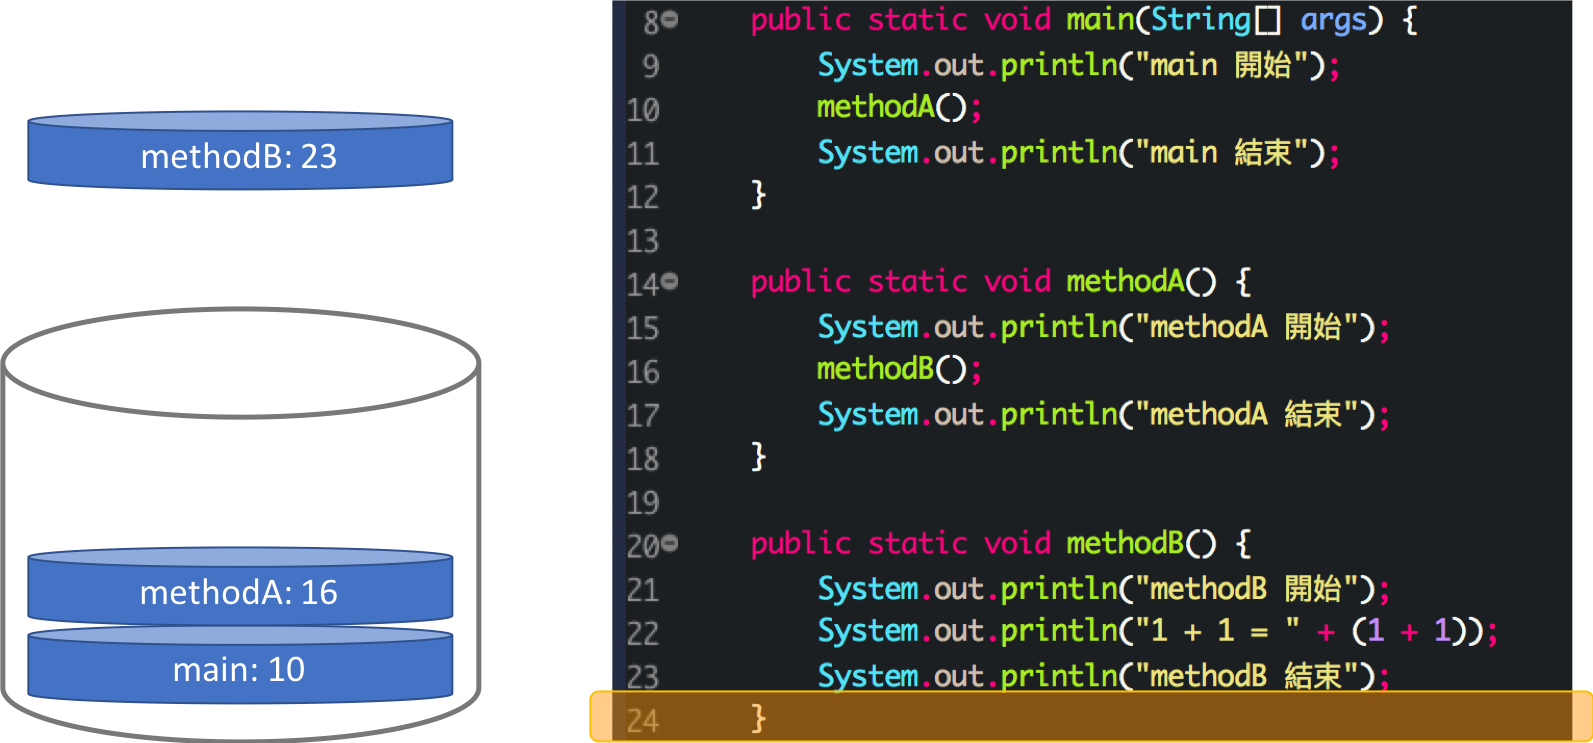 methodB: 23
methodA: 16
main: 10
8 public static void main(String[] args) {
9 System.out.println("main 開始");
10 methodA();
11 System.out.println("main 結束");
12 }
13
14 public static void methodA() {
15 System.out.println("methodA 開始");
16 methodB();
17 System.out.println("methodA 結束");
18 }
19
20 public static void methodB() {
21 System.out.println("methodB 開始");
22 System.out.println("1 + 1 = " + (1 + 1));
23 System.out.println("methodB 結束");
24 }